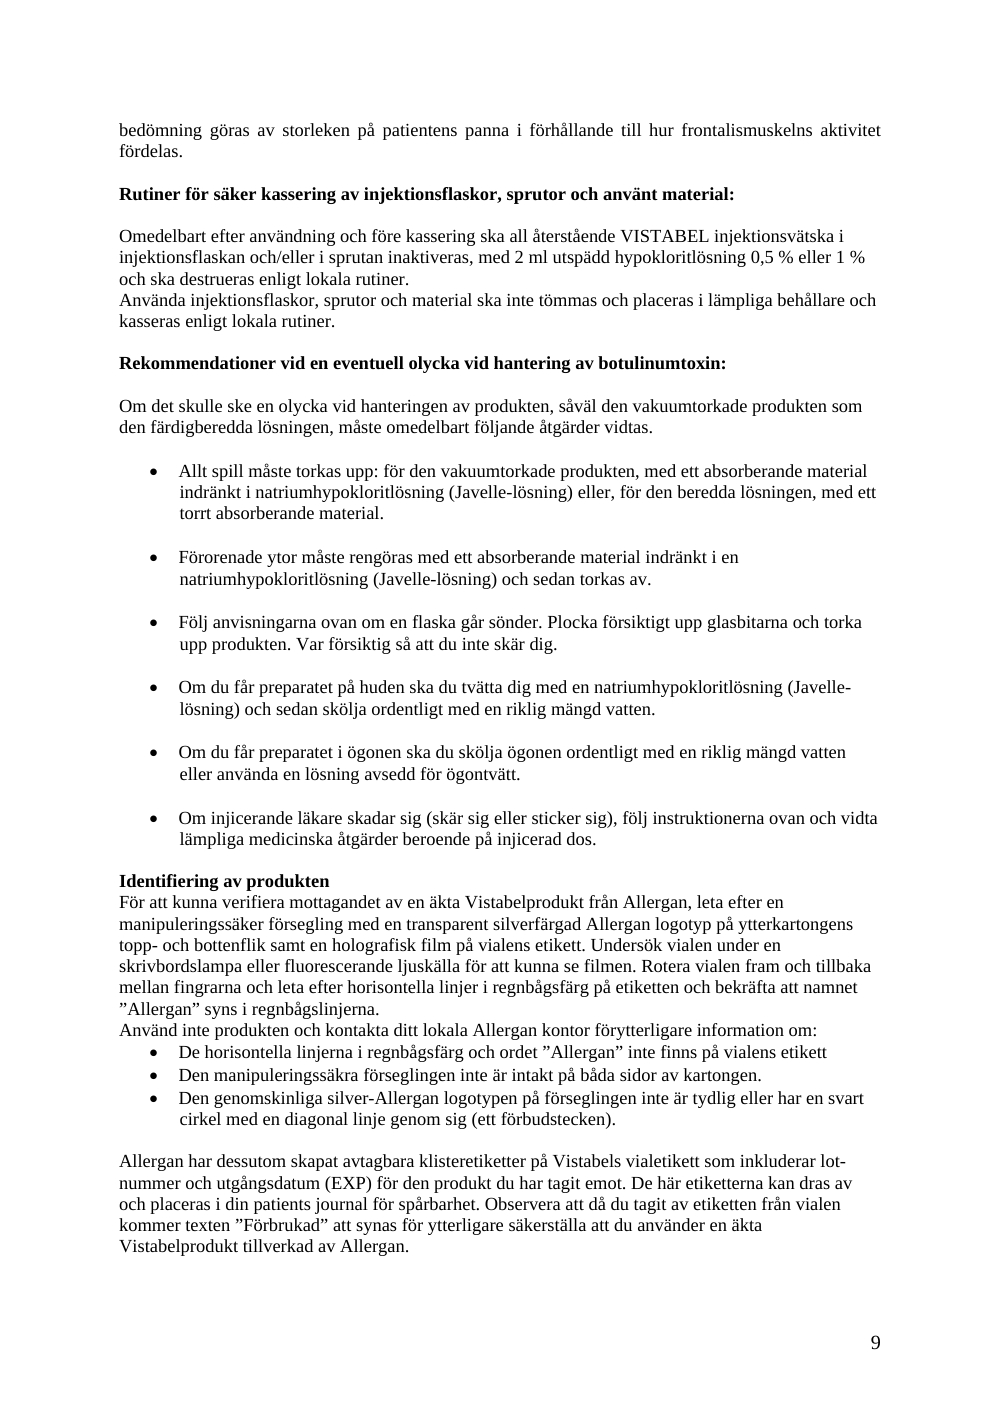 bedömning göras av storleken på patientens panna i förhållande till hur frontalismuskelns aktivitet
fördelas.
Rutiner för säker kassering av injektionsflaskor, sprutor och använt material:
Omedelbart efter användning och före kassering ska all återstående VISTABEL injektionsvätska i
injektionsflaskan och/eller i sprutan inaktiveras, med 2 ml utspädd hypokloritlösning 0,5 % eller 1 %
och ska destrueras enligt lokala rutiner.
Använda injektionsflaskor, sprutor och material ska inte tömmas och placeras i lämpliga behållare och
kasseras enligt lokala rutiner.
Rekommendationer vid en eventuell olycka vid hantering av botulinumtoxin:
Om det skulle ske en olycka vid hanteringen av produkten, såväl den vakuumtorkade produkten som
den färdigberedda lösningen, måste omedelbart följande åtgärder vidtas.
• Allt spill måste torkas upp: för den vakuumtorkade produkten, med ett absorberande material
indränkt i natriumhypokloritlösning (Javelle-lösning) eller, för den beredda lösningen, med ett
torrt absorberande material.
• Förorenade ytor måste rengöras med ett absorberande material indränkt i en
natriumhypokloritlösning (Javelle-lösning) och sedan torkas av.
• Följ anvisningarna ovan om en flaska går sönder. Plocka försiktigt upp glasbitarna och torka
upp produkten. Var försiktig så att du inte skär dig.
• Om du får preparatet på huden ska du tvätta dig med en natriumhypokloritlösning (Javelle-
lösning) och sedan skölja ordentligt med en riklig mängd vatten.
• Om du får preparatet i ögonen ska du skölja ögonen ordentligt med en riklig mängd vatten
eller använda en lösning avsedd för ögontvätt.
• Om injicerande läkare skadar sig (skär sig eller sticker sig), följ instruktionerna ovan och vidta
lämpliga medicinska åtgärder beroende på injicerad dos.
Identifiering av produkten
För att kunna verifiera mottagandet av en äkta Vistabelprodukt från Allergan, leta efter en
manipuleringssäker försegling med en transparent silverfärgad Allergan logotyp på ytterkartongens
topp- och bottenflik samt en holografisk film på vialens etikett. Undersök vialen under en
skrivbordslampa eller fluorescerande ljuskälla för att kunna se filmen. Rotera vialen fram och tillbaka
mellan fingrarna och leta efter horisontella linjer i regnbågsfärg på etiketten och bekräfta att namnet
”Allergan” syns i regnbågslinjerna.
Använd inte produkten och kontakta ditt lokala Allergan kontor förytterligare information om:
• De horisontella linjerna i regnbågsfärg och ordet ”Allergan” inte finns på vialens etikett
• Den manipuleringssäkra förseglingen inte är intakt på båda sidor av kartongen.
• Den genomskinliga silver-Allergan logotypen på förseglingen inte är tydlig eller har en svart
cirkel med en diagonal linje genom sig (ett förbudstecken).
Allergan har dessutom skapat avtagbara klisteretiketter på Vistabels vialetikett som inkluderar lot-
nummer och utgångsdatum (EXP) för den produkt du har tagit emot. De här etiketterna kan dras av
och placeras i din patients journal för spårbarhet. Observera att då du tagit av etiketten från vialen
kommer texten ”Förbrukad” att synas för ytterligare säkerställa att du använder en äkta
Vistabelprodukt tillverkad av Allergan.
9